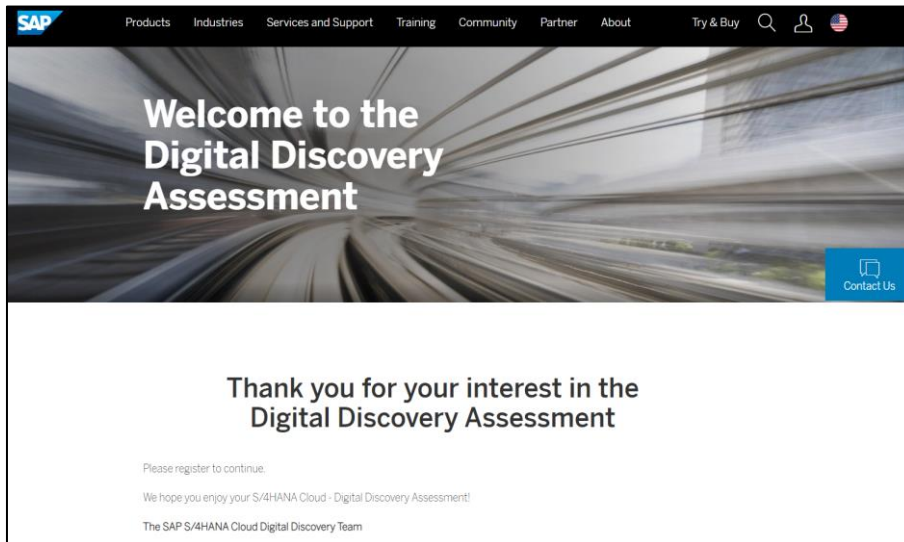 SAP
Products Industries Services and Support Training Community Partner About Try & Buy
Welcome to the
Digital Discovery
Assessment
Contact Us
Thank you for your interest in the
Digital Discovery Assessment
Please register to continue.
We hope you enjoy your S/4HANA Cloud - Digital Discovery Assessment!
The SAP S/4HANA Cloud Digital Discovery Team